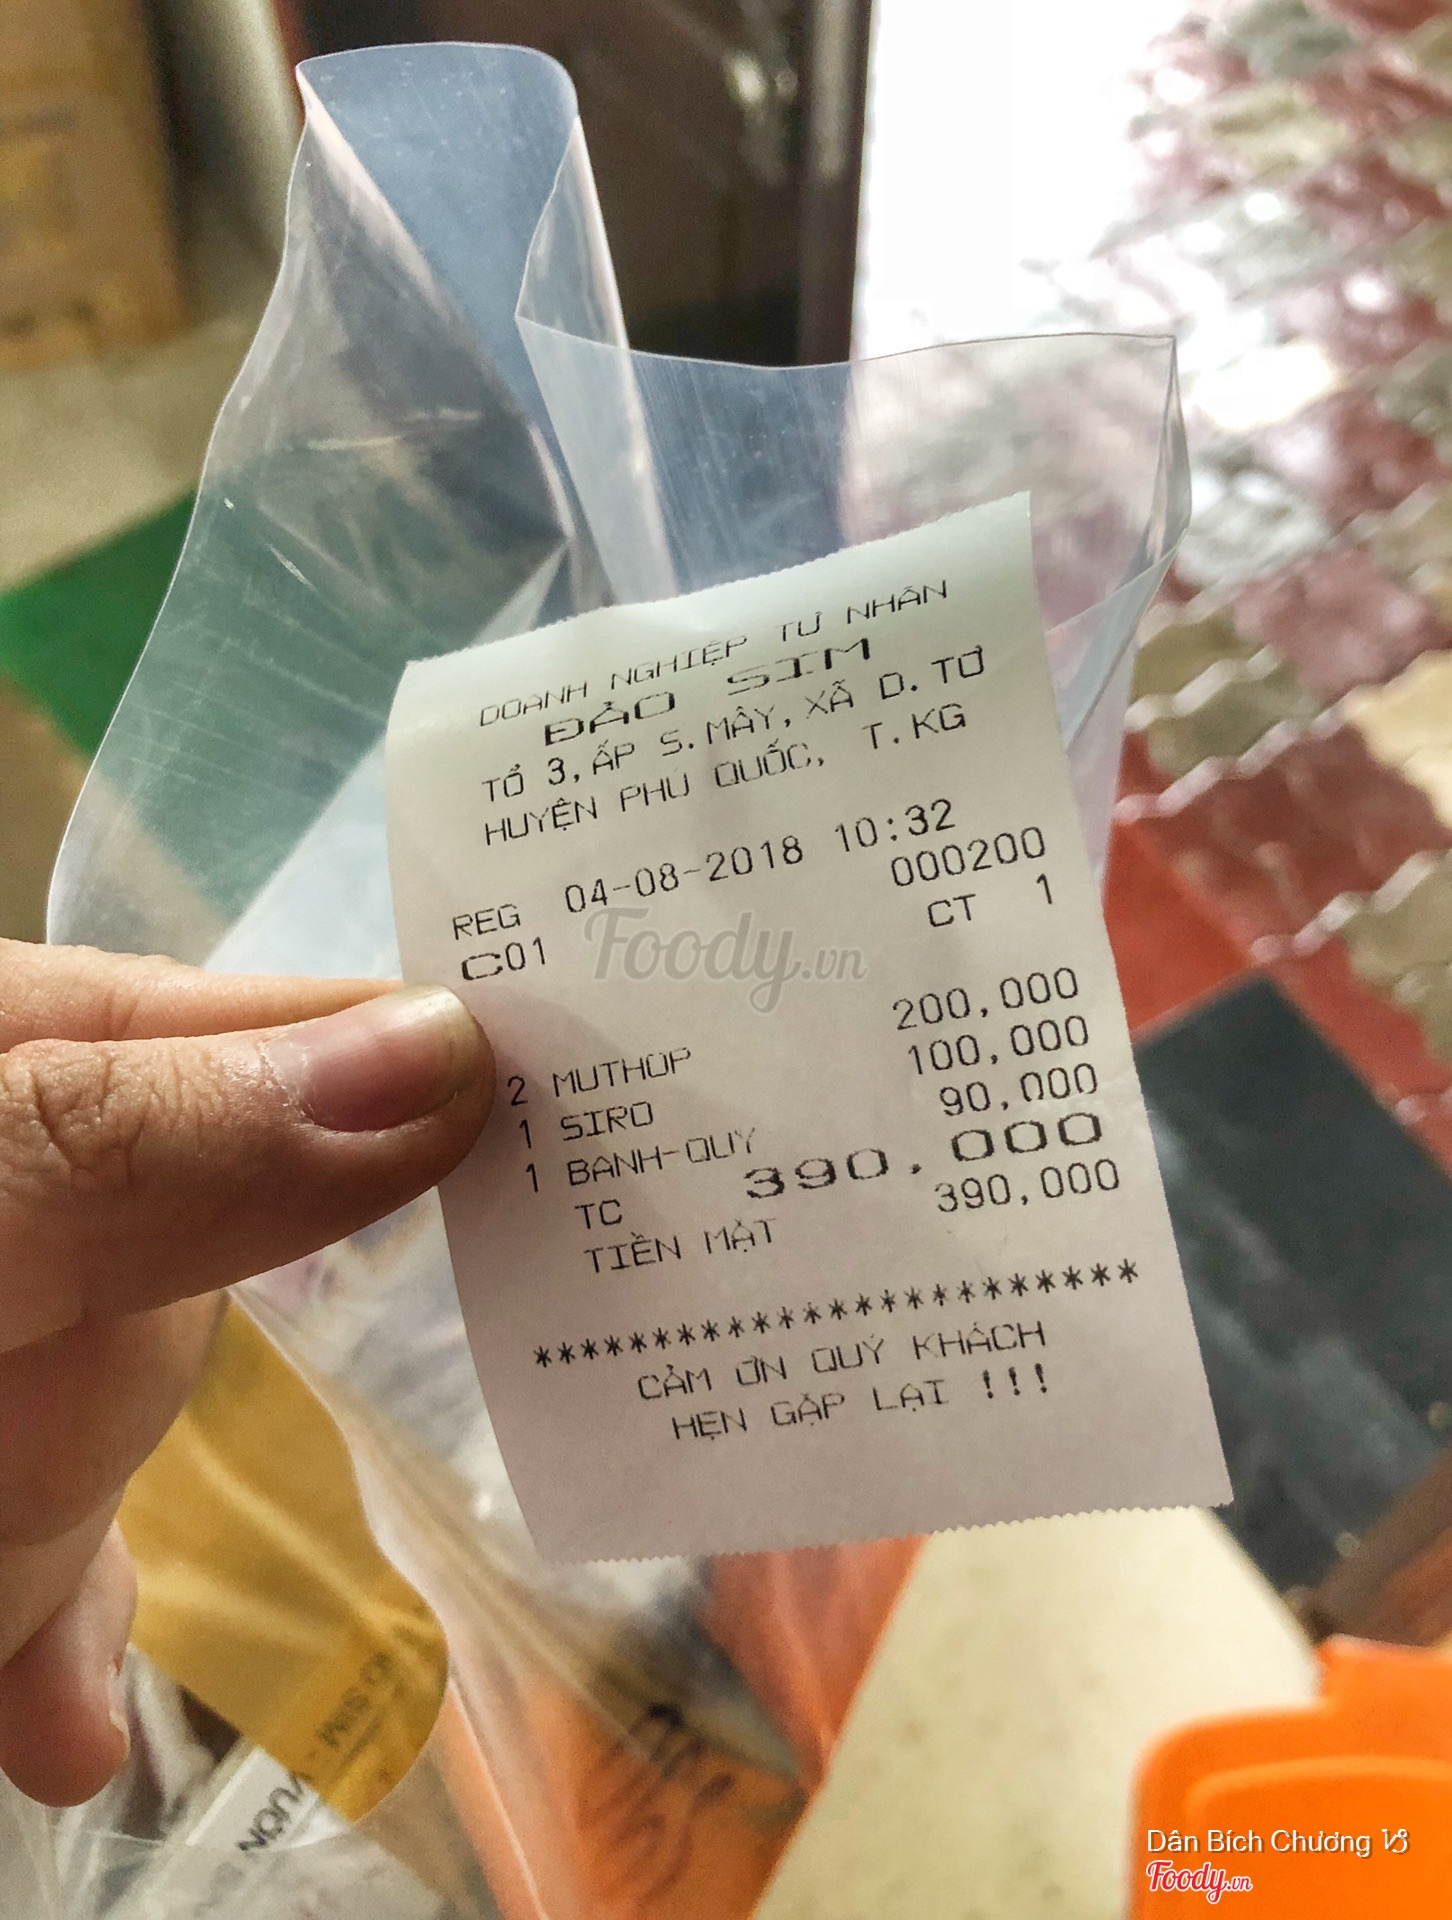 DOANH NGHIỆP TƯ NHÂN
ĐẢO SIM
TỔ 3,ẤP S.MÂY,XÃ D.TƠ
HUYỆN PHÚ QUỐC, T.KG
REG 04-08-2018 10:32
C01 000200
CT 1
2 MUTHOP 200,000
1 SIRO 100,000
1 BANH-QUY 90,000
TC 390.000
TIỀN MẶT 390,000
***********************
CẢM ƠN QUÝ KHÁCH
HẸN GẶP LẠI !!!
Foody.vn
SIM -
VƯỜN
Dân Bích Chương
Foody.vn